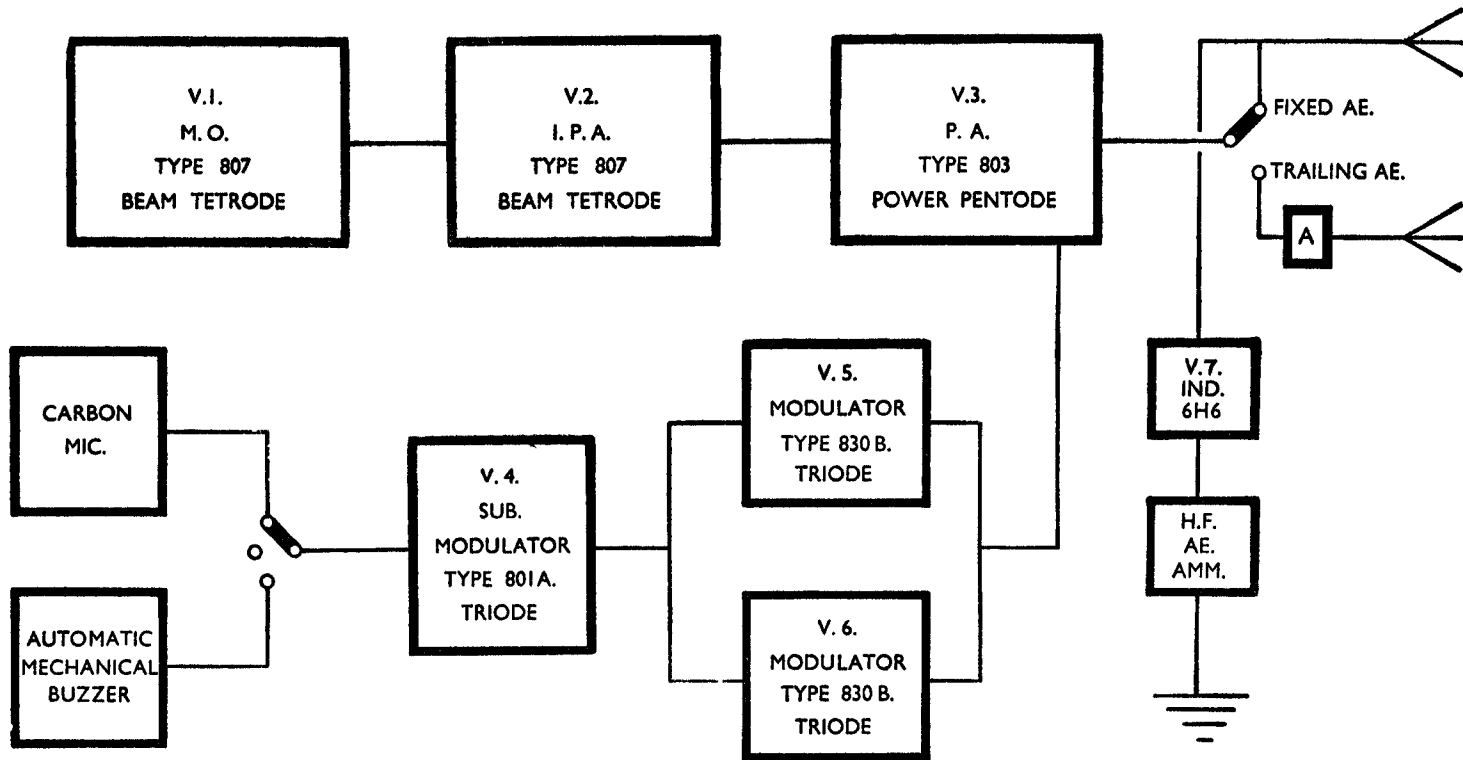 V.1.
M. O.
TYPE 807
BEAM TETRODE
V.2.
I. P. A.
TYPE 807
BEAM TETRODE
V.3.
P. A.
TYPE 803
POWER PENTODE
FIXED AE.
TRAILING AE.
A
CARBON
MIC.
AUTOMATIC
MECHANICAL
BUZZER
V. 4.
SUB.
MODULATOR
TYPE 801A.
TRIODE
V. 5.
MODULATOR
TYPE 830 B.
TRIODE
V. 6.
MODULATOR
TYPE 830 B.
TRIODE
V.7.
IND.
6H6
H.F.
AE.
AMM.